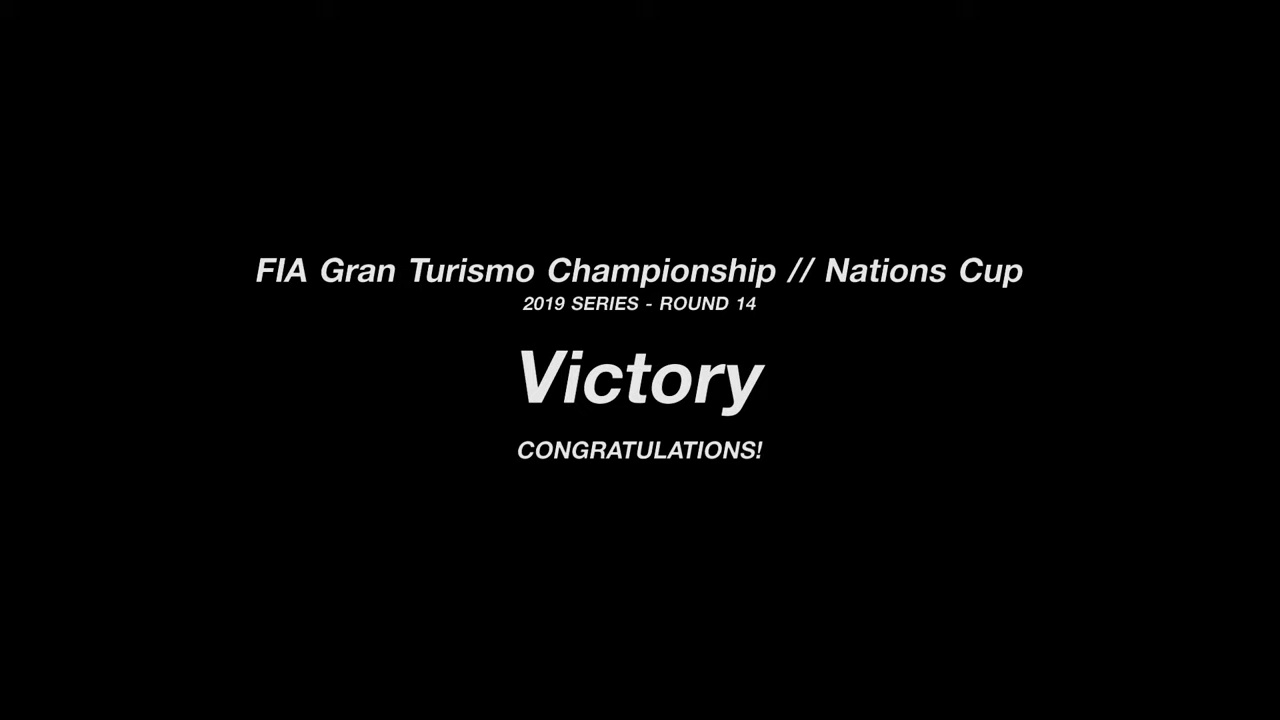 FIA Gran Turismo Championship // Nations Cup
2019 SERIES - ROUND 14
Victory
CONGRATULATIONS!